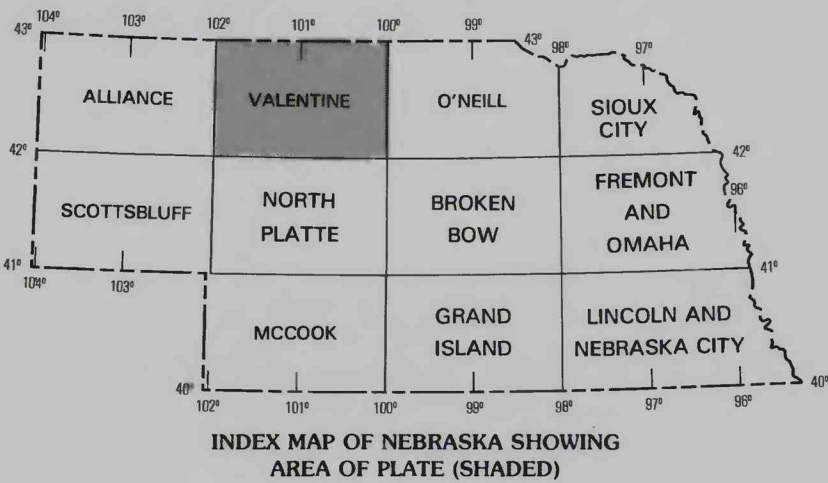 104° 103° 102° 101° 100° 99° 43° 98° 97°
43°
ALLIANCE VALENTINE O'NEILL SIOUX
CITY
42° 42°
SCOTTSBLUFF NORTH
PLATTE BROKEN
BOW FREMONT
AND
OMAHA 96°
41° 41°
104° 103°
MCCOOK GRAND
ISLAND LINCOLN AND
NEBRASKA CITY
40° 40°
102° 101° 100° 99° 98° 97° 96°
INDEX MAP OF NEBRASKA SHOWING
AREA OF PLATE (SHADED)